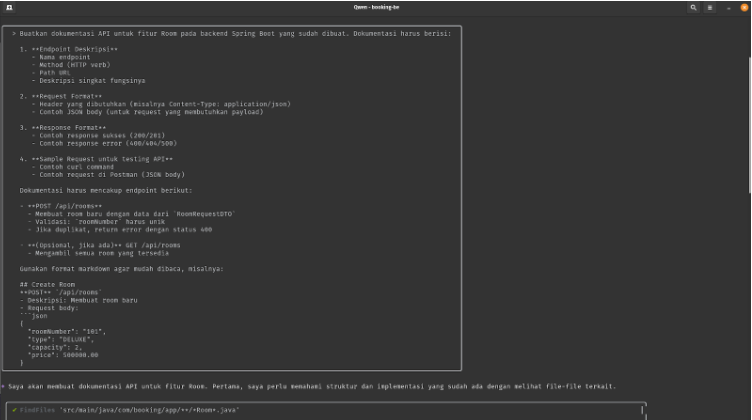 Qwen - booking-be
> Buatkan dokumentasi API untuk fitur Room pada backend Spring Boot yang sudah dibuat. Dokumentasi harus berisi:
1. **Endpoint Deskripsi**
- Nama endpoint
- Method (HTTP verb)
- Path URL
- Deskripsi singkat fungsinya
2. **Request Format**
- Header yang dibutuhkan (misalnya Content-Type: application/json)
- Contoh JSON body (untuk request yang membutuhkan payload)
3. **Response Format**
- Contoh response sukses (200/201)
- Contoh response error (400/404/500)
4. **Sample Request untuk testing API**
- Contoh curl command
- Contoh request di Postman (JSON body)
Dokumentasi harus mencakup endpoint berikut:
- **POST /api/rooms**
- Membuat room baru dengan data dari `RoomRequestDTO`
- Validasi: `roomNumber` harus unik
- Jika duplikat, return error dengan status 400
- **(Opsional, jika ada)** GET /api/rooms
- Mengambil semua room yang tersedia
Gunakan format markdown agar mudah dibaca, misalnya:
## Create Room
**POST** `/api/rooms`
- Deskripsi: Membuat room baru
- Request body:
```json
{
"roomNumber": "101",
"type": "DELUXE",
"capacity": 2,
"price": 500000.00
}
Saya akan membuat dokumentasi API untuk fitur Room. Pertama, saya perlu memahami struktur dan implementasi yang sudah ada dengan melihat file-file terkait.
✔ FindFiles 'src/main/java/com/booking/app/**/*Room*.java'